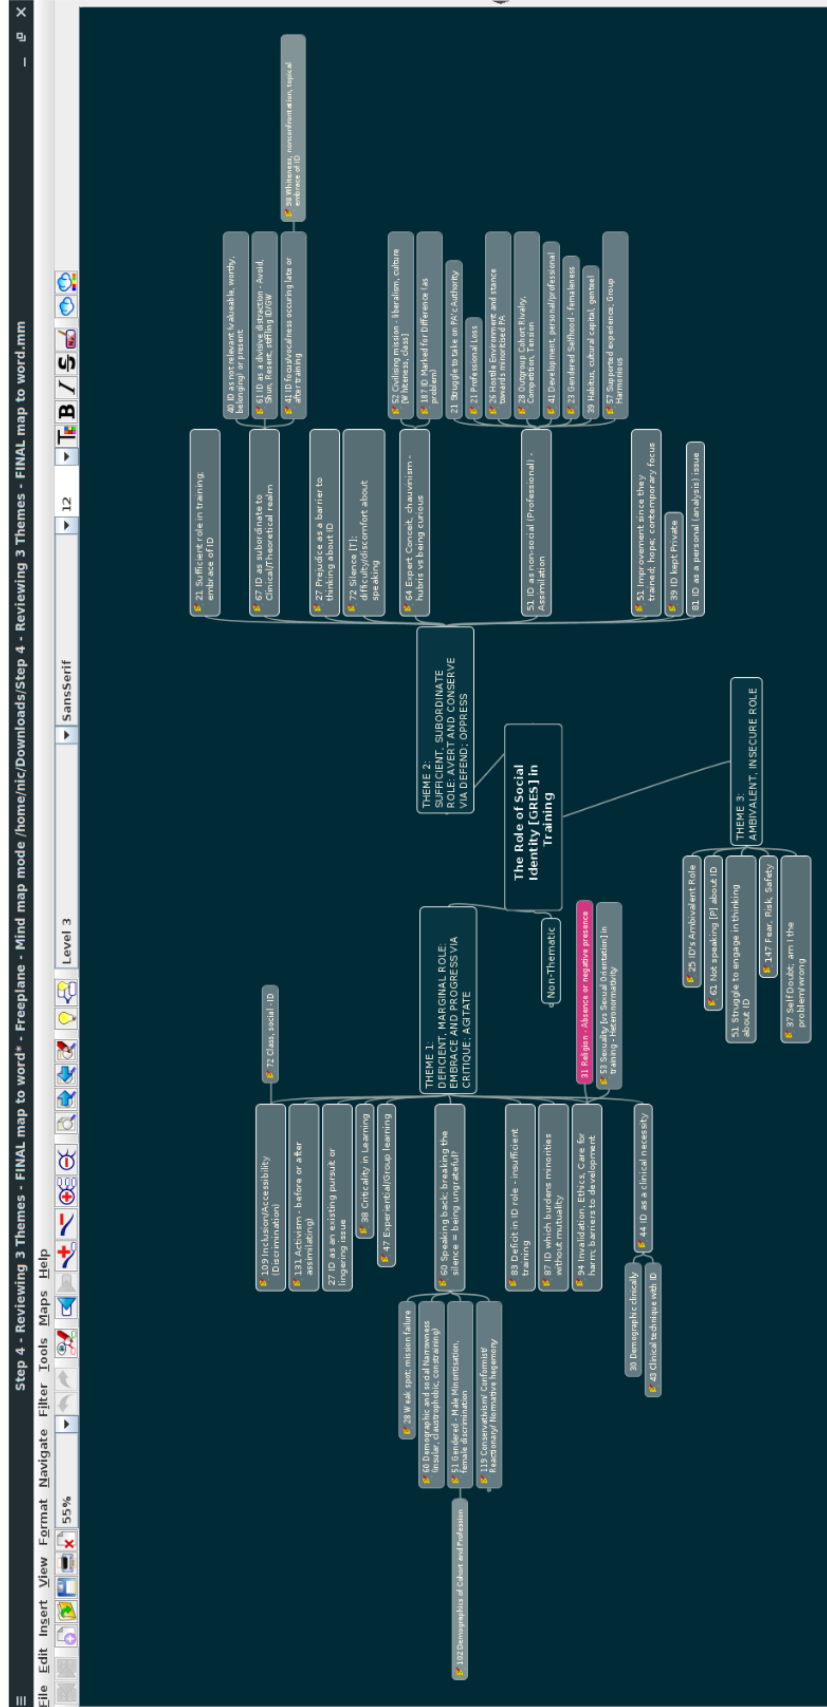 Step 4 - Reviewing 3 Themes - FINAL map to word* - Freeplane - Mind map mode /home/nic/Downloads/Step 4 - Reviewing 3 Themes - FINAL map to word.mm
File Edit Insert View Format Navigate Filter Tools Maps Help
55%
Level 3
SansSerif
12
The Role of Social
Identity [GRES] in
Training
Non-Thematic
THEME 1:
DEFICIENT, MARGINAL ROLE:
EMBRACE AND PROGRESS VIA
CRITIQUE; AGITATE
109 Inclusion/Accessibility
(Discrimination)
72 Class, social -ID
131 Activism - before or after
assimilating)
27 ID as an existing pursuit or
lingering issue
38 Criticality in Learning
47 Experiential/Group learning
60 Speaking back; breaking the
silence = being ungrateful?
28 Weak spot; mission failure
60 Demographic and social Narrowness
(insular, claustrophobic, constraining)
51 Gendered - Male Minoritisation,
female discrimination
102 Demographics of Cohort and Profession
119 Conservativism/ Conformist/
Reactionary/ Normative hegemony
83 Deficit in ID role - insufficient
training
87 ID which burdens minorities
without mutuality
94 Invalidation, Ethics, Care for
harm; barriers to development
31 Religion - Absence or negative presence
53 Sexuality [vs Sexual Orientation] in
training - Heteronormativity
44 ID as a clinical necessity
30 Demographic clinically
43 Clinical technique with ID
THEME 2:
SUFFICIENT, SUBORDINATE
ROLE: AVERT AND CONSERVE
VIA DEFEND; OPPRESS
21 Sufficient role in training;
embrace of ID
67 ID as subordinate to
Clinical/Theoretical realm
40 ID as not relevant (valueable, worthy,
belonging) or present
61 ID as a divisive distraction - Avoid,
Shun, Resent, stifling ID/GW
41 ID focus/vocalness occuring late or
after training
98 Whiteness, nonconfrontation, topical
embrace of ID
27 Prejudice as a barrier to
thinking about ID
72 Silence [T]:
difficulty/discomfort about
speaking
64 Expert Conceit, chauvinism -
hubris vs being curious
52 Civilising mission - liberalism, culture
[Whiteness, class]
187 ID Marked for Difference (as
problem)
51 ID as non-social (Professional) -
Assimilation
21 Struggle to take on PA's Authority
21 Professional Loss
26 Hostile Environment and stance
towards minoritised PA
28 Outgroup Cohort Rivalry,
Competition, Tension
41 Development, personal/professional
23 Gendered selfhood - femaleness
39 Habitus, cultural capital, genteel
57 Supported experience; Group
Harmonious
51 Improvement since they
trained; hope; contemporary focus
39 ID kept Private
81 ID as a personal (analysis) issue
THEME 3:
AMBIVALENT, INSECURE ROLE
25 ID's Ambivalent Role
61 Not speaking [P] about ID
51 Struggle to engage in thinking
about ID
147 Fear, Risk, Safety
37 Self Doubt; am I the
problem/wrong